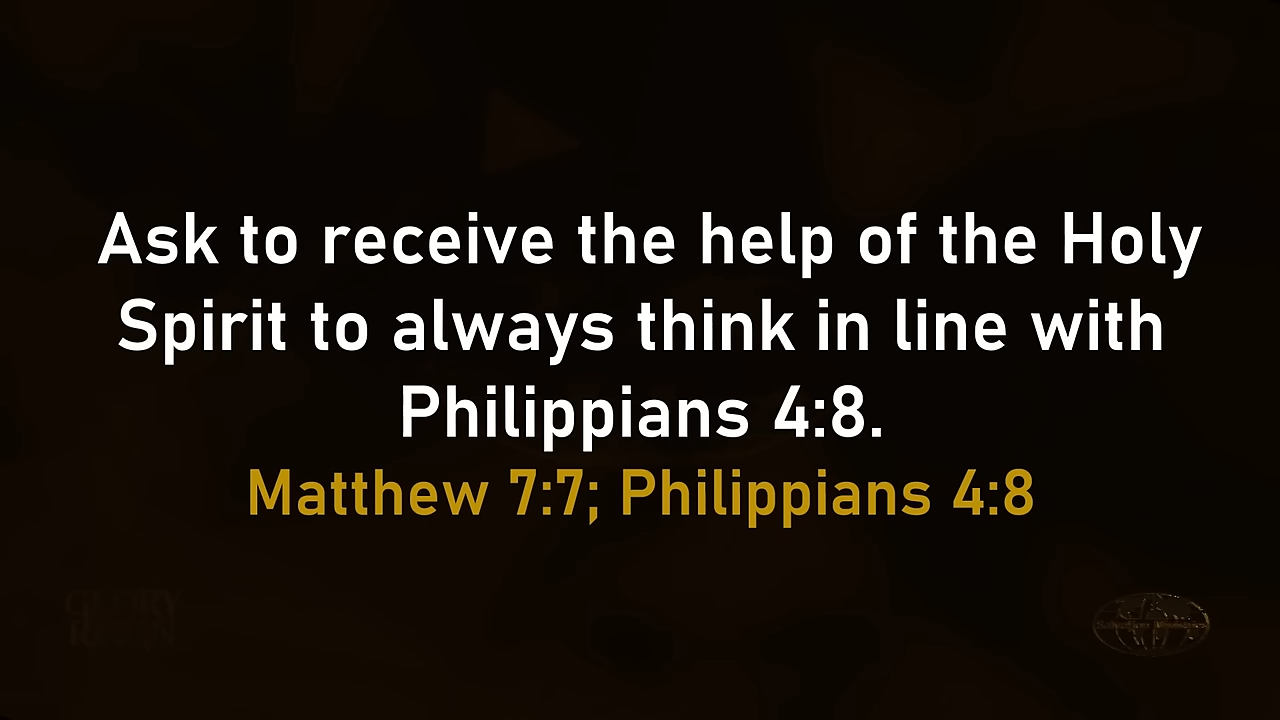 Ask to receive the help of the Holy
Spirit to always think in line with
Philippians 4:8.
Matthew 7:7; Philippians 4:8